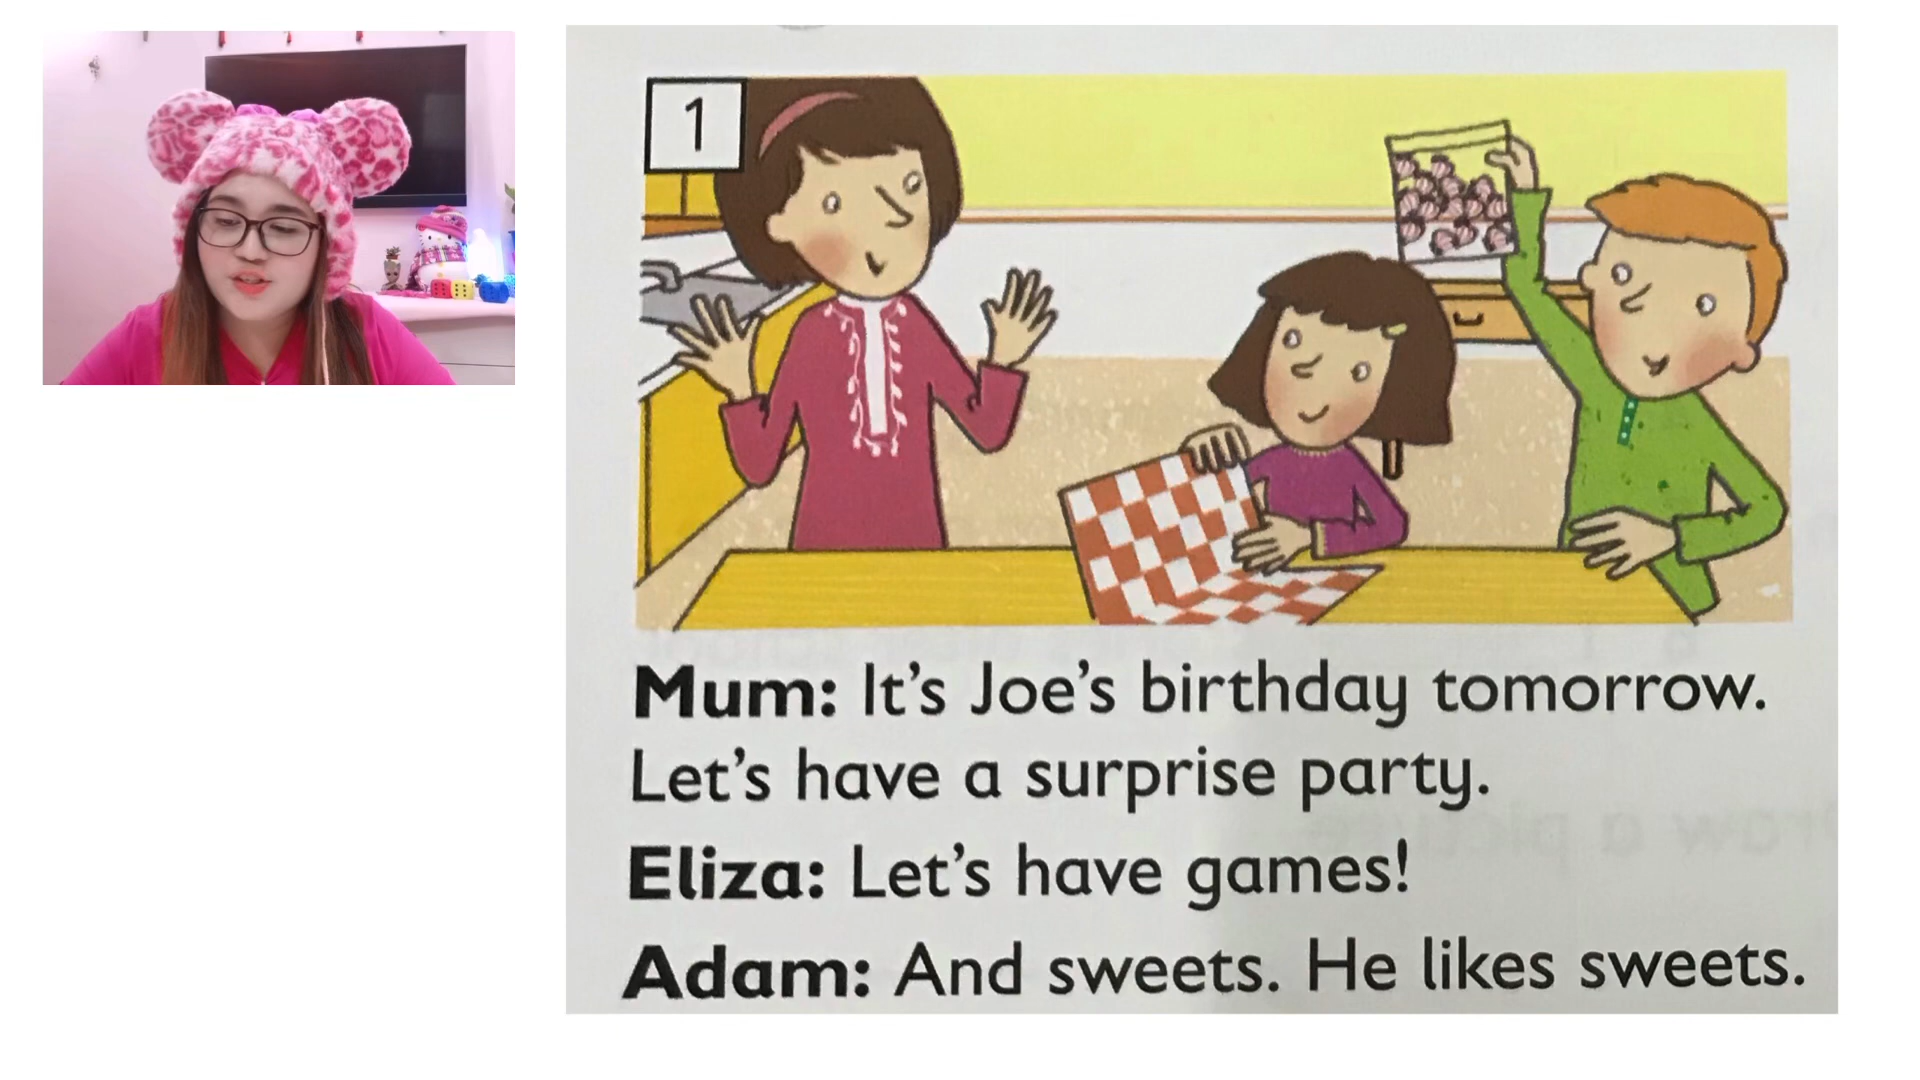 1
Mum: It's Joe's birthday tomorrow.
Let's have a surprise party.
Eliza: Let's have games!
Adam: And sweets. He likes sweets.